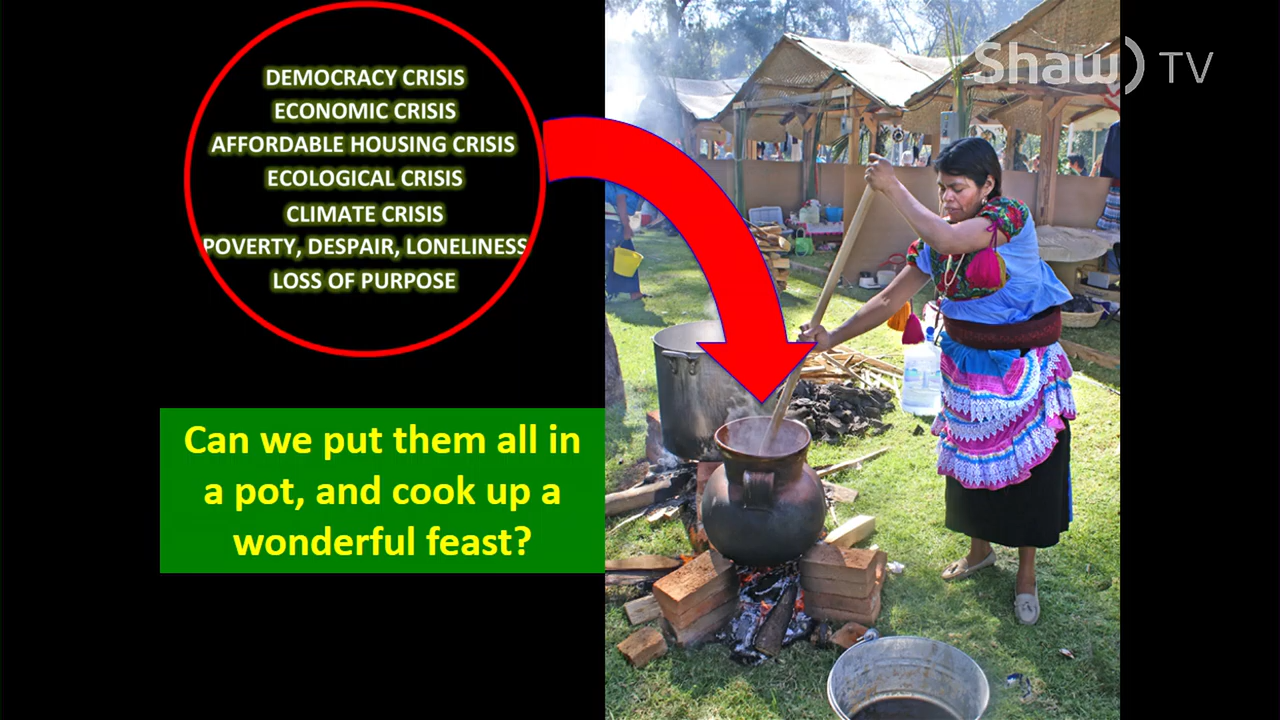 DEMOCRACY CRISIS
ECONOMIC CRISIS
AFFORDABLE HOUSING CRISIS
ECOLOGICAL CRISIS
CLIMATE CRISIS
POVERTY, DESPAIR, LONELINESS
LOSS OF PURPOSE
Can we put them all in
a pot, and cook up a
wonderful feast?
Shaw) TV